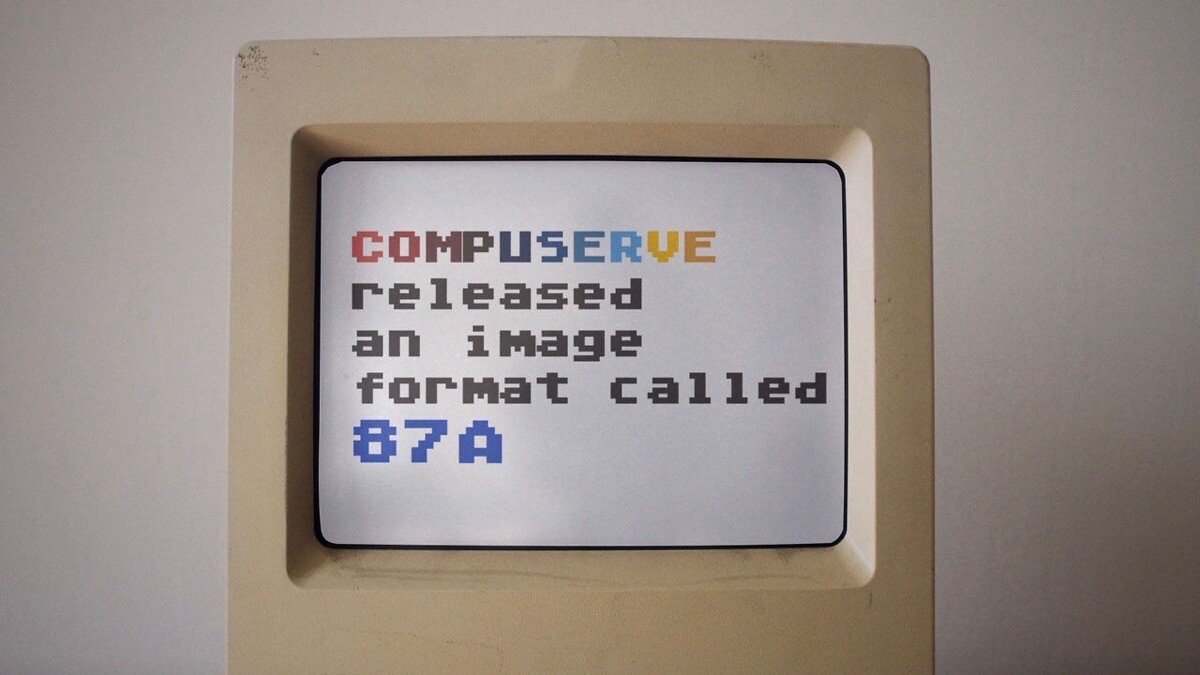 COMPUSERVE
released
an image
format called
87A